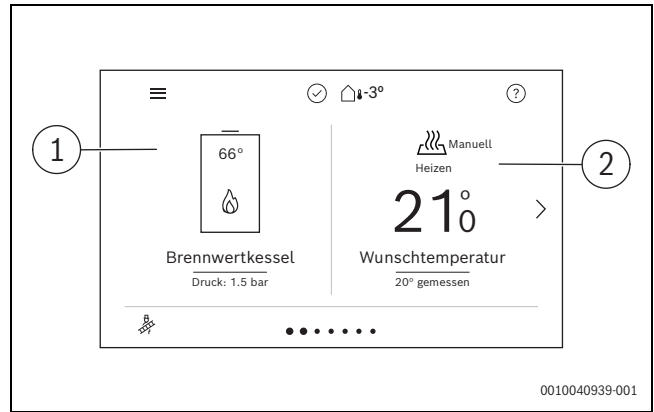 -3°
?
1
66°
Brennwertkessel
Druck: 1.5 bar
Manuell
Heizen
21°0
Wunschtemperatur
20° gemessen
2
0010040939-001